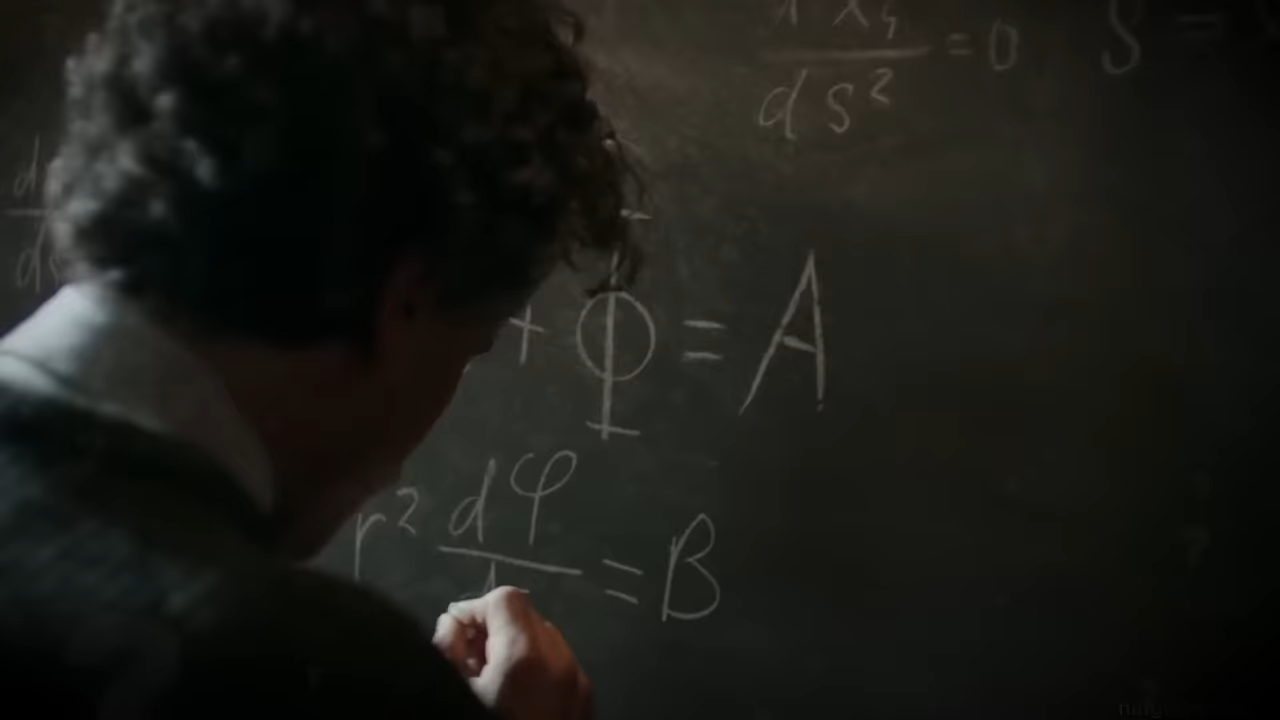 d x₄ / ds² = 0 S =
d / d
+ Φ = A
r² dφ / d = B